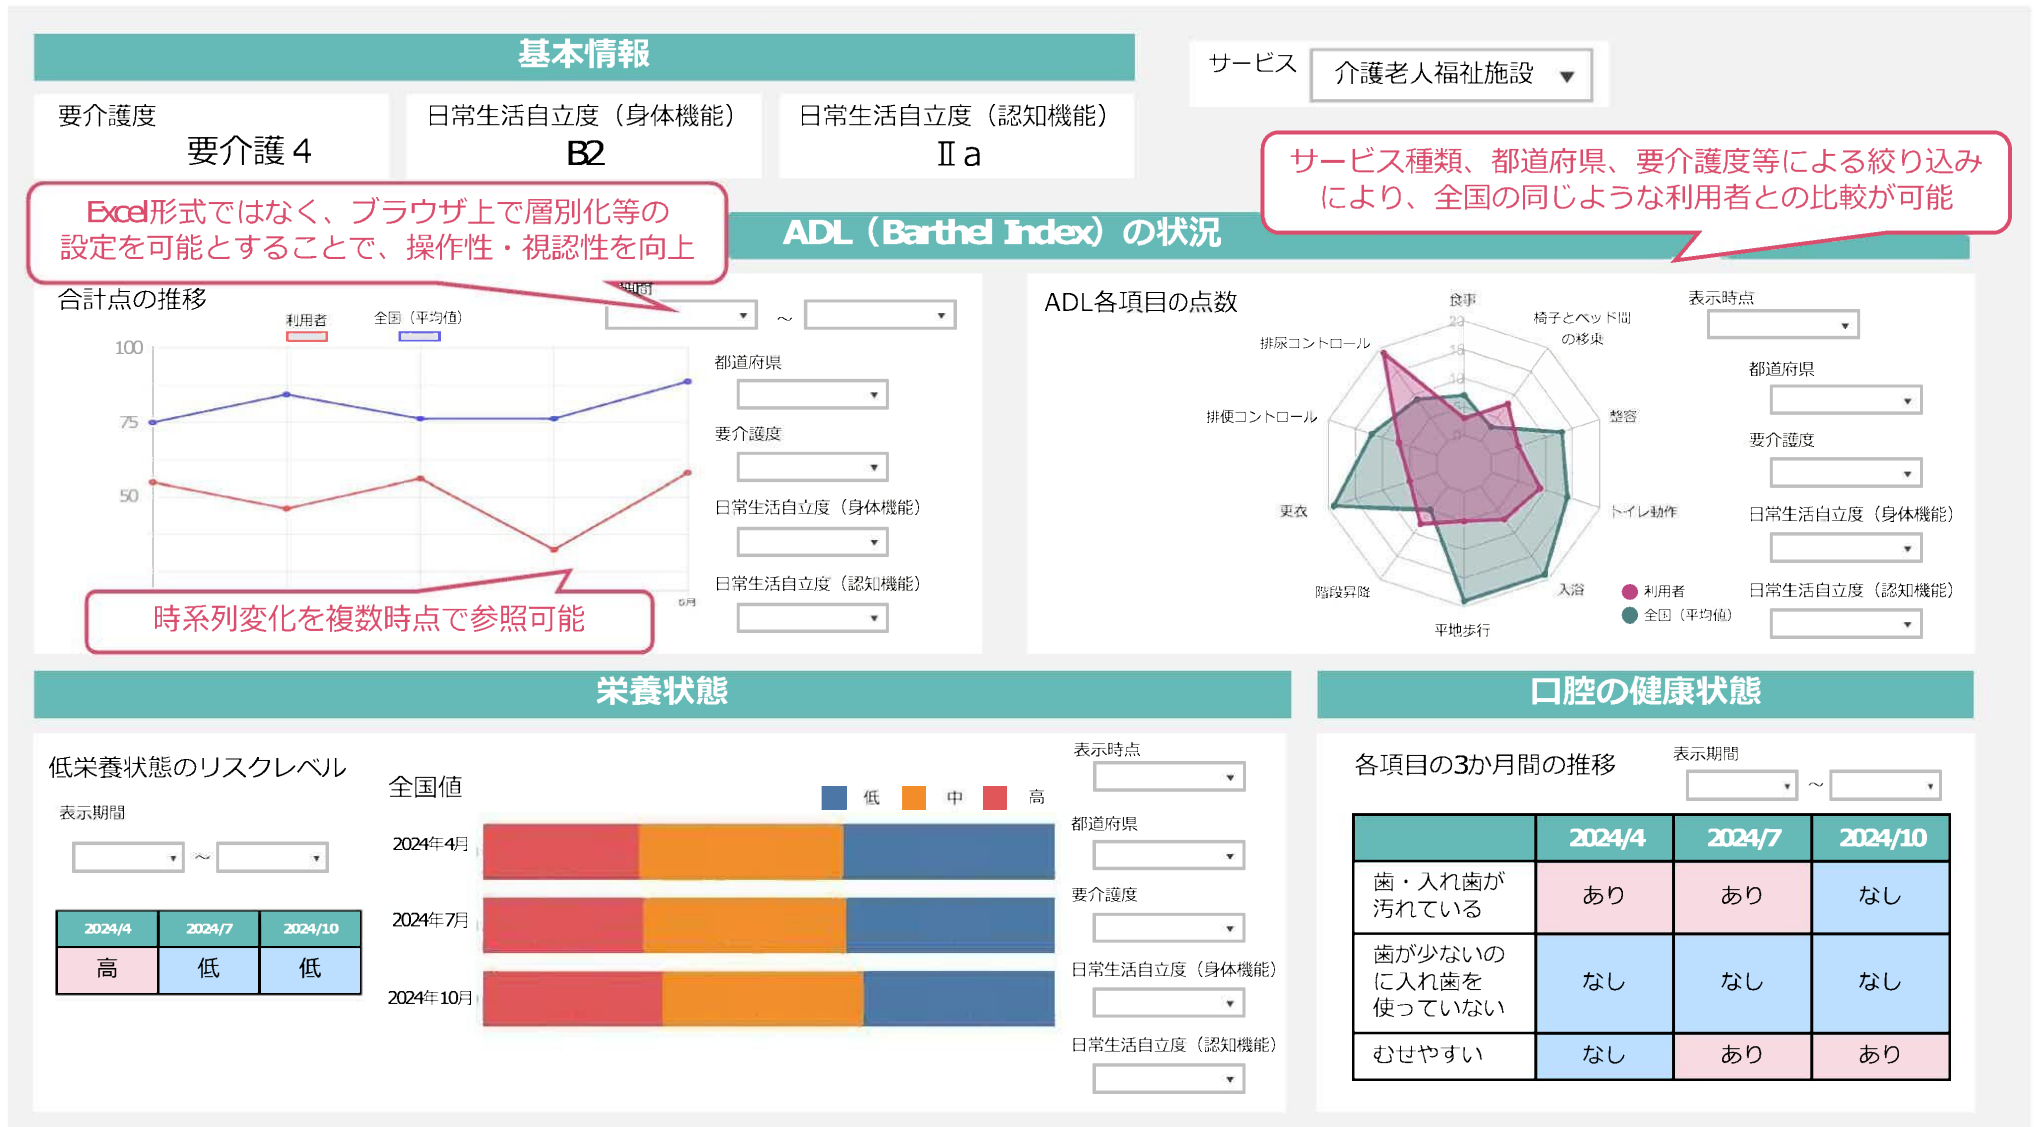 基本情報
サービス
介護老人福祉施設
要介護度
要介護４
日常生活自立度（身体機能）
B2
日常生活自立度（認知機能）
Ⅱa
サービス種類、都道府県、要介護度等による絞り込み
により、全国の同じような利用者との比較が可能
Excel形式ではなく、ブラウザ上で層別化等の
設定を可能とすることで、操作性・視認性を向上
ADL（Barthel Index）の状況
合計点の推移
利用者
全国（平均値）
～
100
75
50
6月
時系列変化を複数時点で参照可能
都道府県
要介護度
日常生活自立度（身体機能）
日常生活自立度（認知機能）
ADL各項目の点数
食事
椅子とベッド間
の移乗
整容
トイレ動作
入浴
平地歩行
階段昇降
更衣
排便コントロール
排尿コントロール
20
15
10
利用者
全国（平均値）
表示時点
都道府県
要介護度
日常生活自立度（身体機能）
日常生活自立度（認知機能）
栄養状態
低栄養状態のリスクレベル
表示期間
～
2024/4 2024/7 2024/10
高 低 低
全国値
低 中 高
2024年4月
2024年7月
2024年10月
表示時点
都道府県
要介護度
日常生活自立度（身体機能）
日常生活自立度（認知機能）
口腔の健康状態
各項目の3か月間の推移
表示期間
～
2024/4 2024/7 2024/10
歯・入れ歯が
汚れている
あり あり なし
歯が少ないの
に入れ歯を
使っていない
なし なし なし
むせやすい
なし あり あり